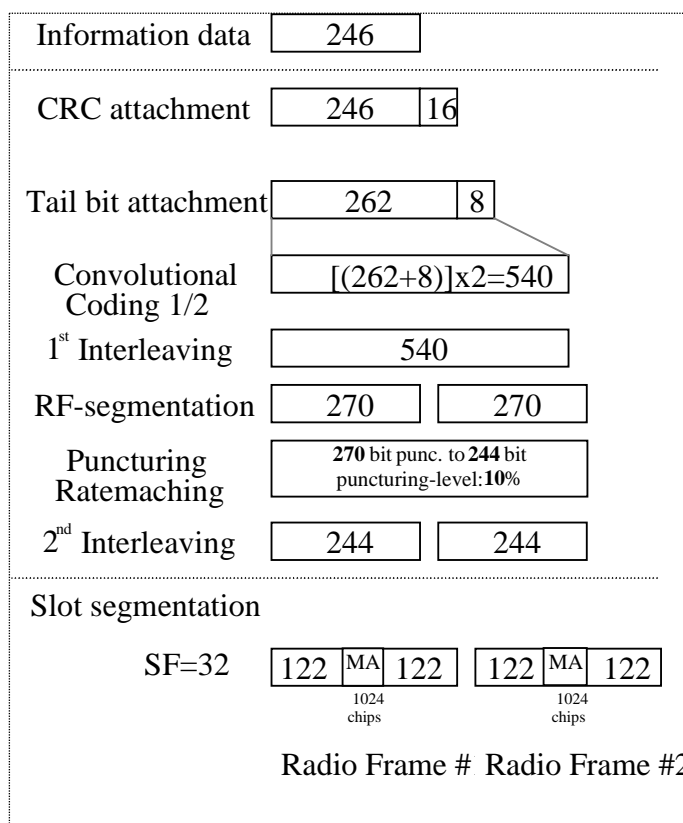 Information data 246
CRC attachment 246 16
Tail bit attachment 262 8
Convolutional
Coding 1/2
[(262+8)]x2=540
1st Interleaving 540
RF-segmentation 270 270
Puncturing
Ratemaching
270 bit punc. to 244 bit
puncturing-level:10%
2nd Interleaving 244 244
Slot segmentation
SF=32 122 MA 122 122 MA 122
1024
chips
1024
chips
Radio Frame # Radio Frame #2